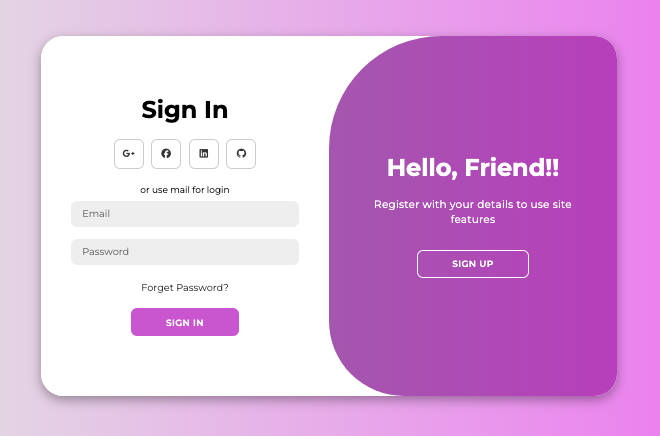 Sign In
G+
or use mail for login
Email
Password
Forget Password?
SIGN IN
Hello, Friend!!
Register with your details to use site
features
SIGN UP